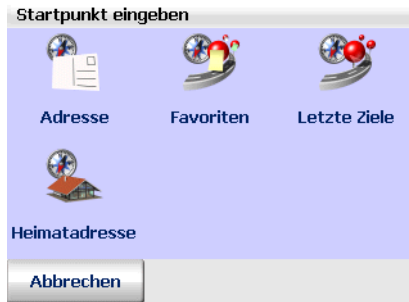 Startpunkt eingeben
Adresse Favoriten Letzte Ziele
Heimatadresse
Abbrechen